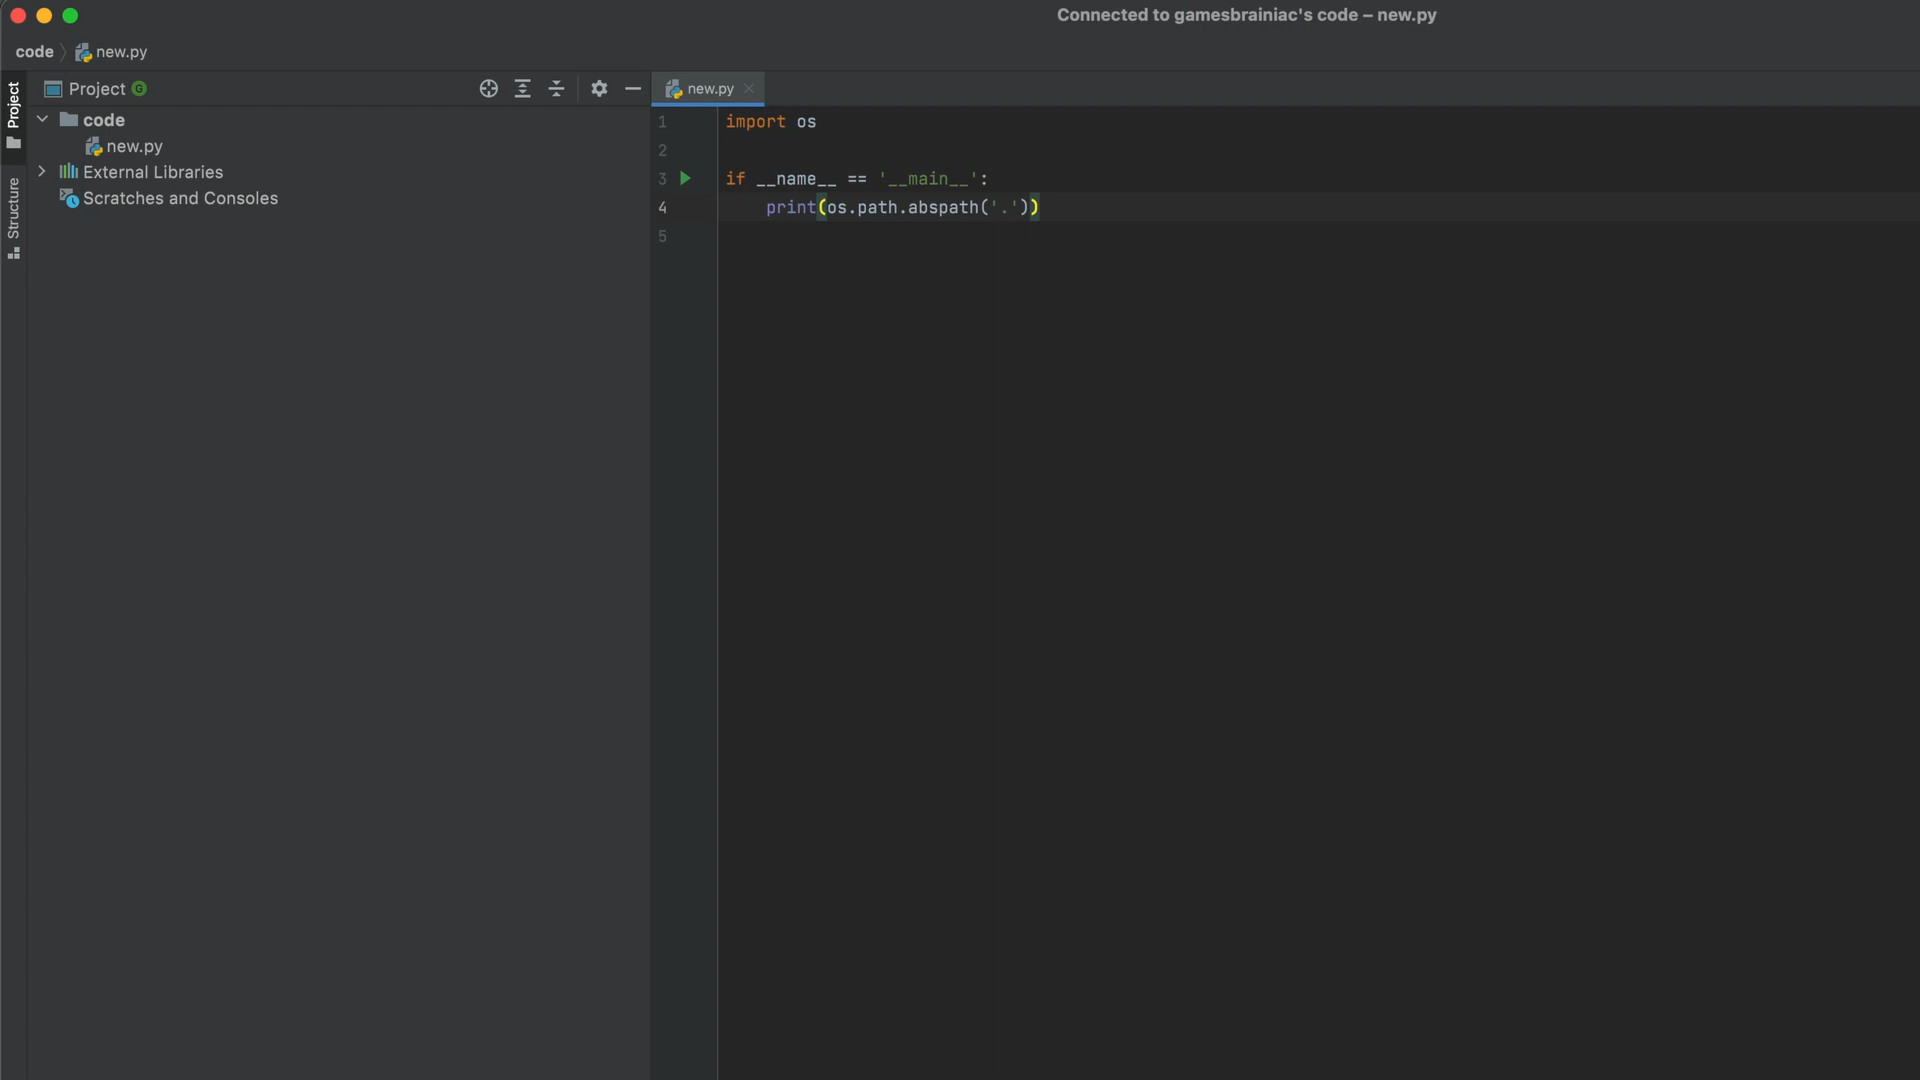 Connected to gamesbrainiac's code – new.py
code new.py
Project
Structure
Project G
code
new.py
External Libraries
Scratches and Consoles
new.py
1 import os
2
3 if __name__ == '__main__':
4 print(os.path.abspath('.'))
5